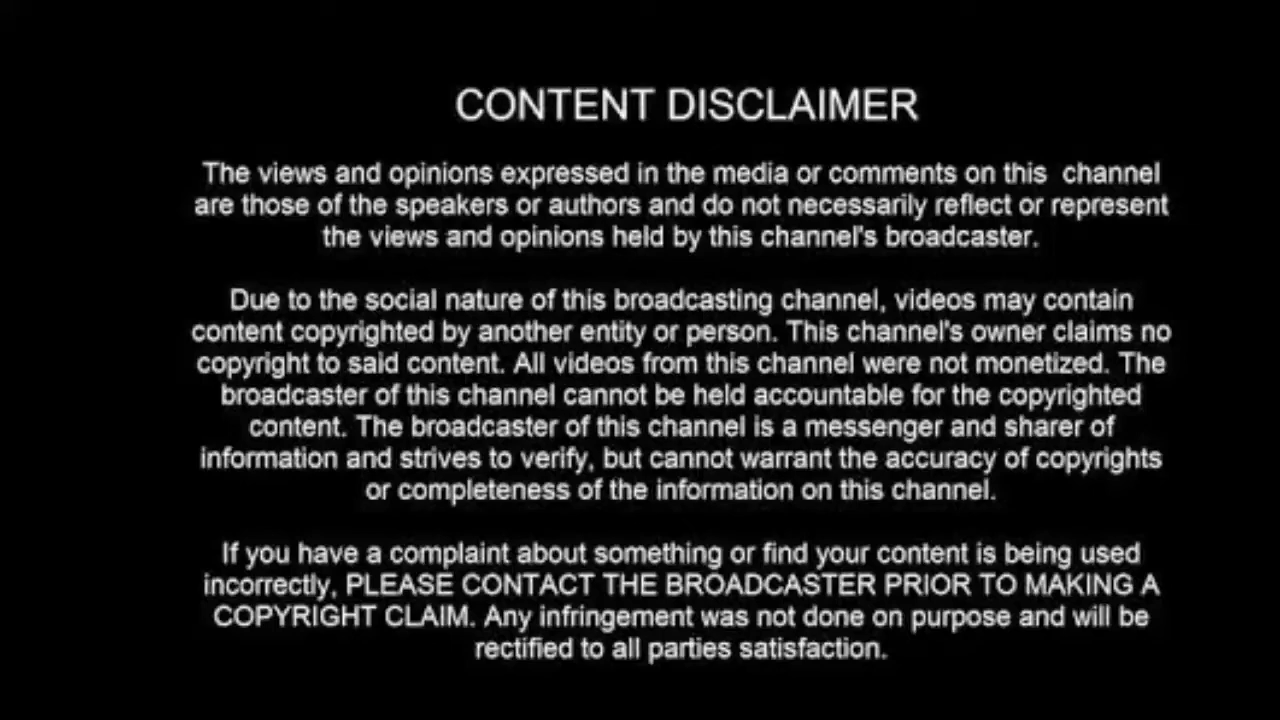 CONTENT DISCLAIMER
The views and opinions expressed in the media or comments on this  channel
are those of the speakers or authors and do not necessarily reflect or represent
the views and opinions held by this channel's broadcaster.
Due to the social nature of this broadcasting channel, videos may contain
content copyrighted by another entity or person. This channel's owner claims no
copyright to said content. All videos from this channel were not monetized. The
broadcaster of this channel cannot be held accountable for the copyrighted
content. The broadcaster of this channel is a messenger and sharer of
information and strives to verify, but cannot warrant the accuracy of copyrights
or completeness of the information on this channel.
If you have a complaint about something or find your content is being used
incorrectly, PLEASE CONTACT THE BROADCASTER PRIOR TO MAKING A
COPYRIGHT CLAIM. Any infringement was not done on purpose and will be
rectified to all parties satisfaction.